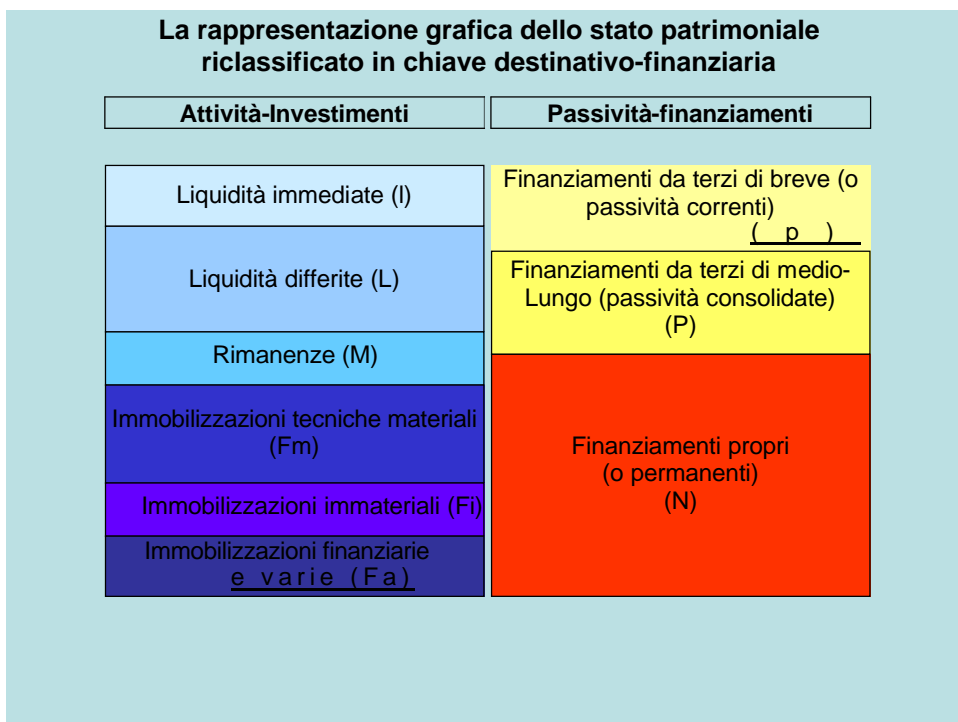 La rappresentazione grafica dello stato patrimoniale
riclassificato in chiave destinativo-finanziaria
Attività-Investimenti
Passività-finanziamenti
Liquidità immediate (l)
Liquidità differite (L)
Rimanenze (M)
Immobilizzazioni tecniche materiali
(Fm)
Immobilizzazioni immateriali (Fi)
Immobilizzazioni finanziarie
e varie (Fa)
Finanziamenti da terzi di breve (o
passività correnti)
( p )
Finanziamenti da terzi di medio-
Lungo (passività consolidate)
(P)
Finanziamenti propri
(o permanenti)
(N)